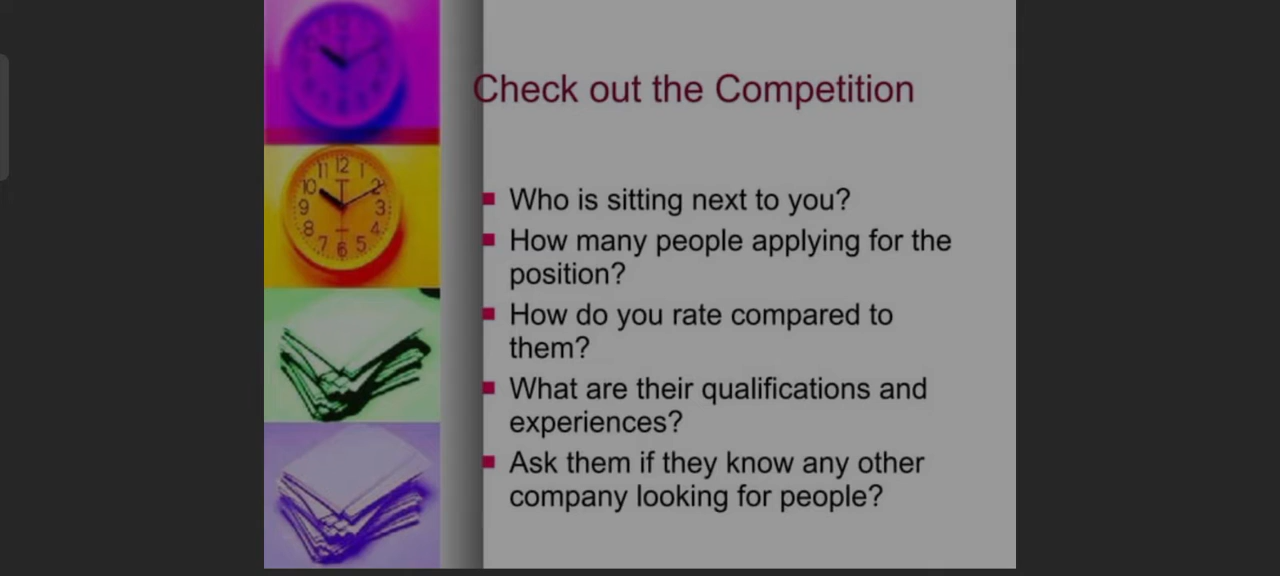 Check out the Competition
Who is sitting next to you?
How many people applying for the
position?
How do you rate compared to
them?
What are their qualifications and
experiences?
Ask them if they know any other
company looking for people?